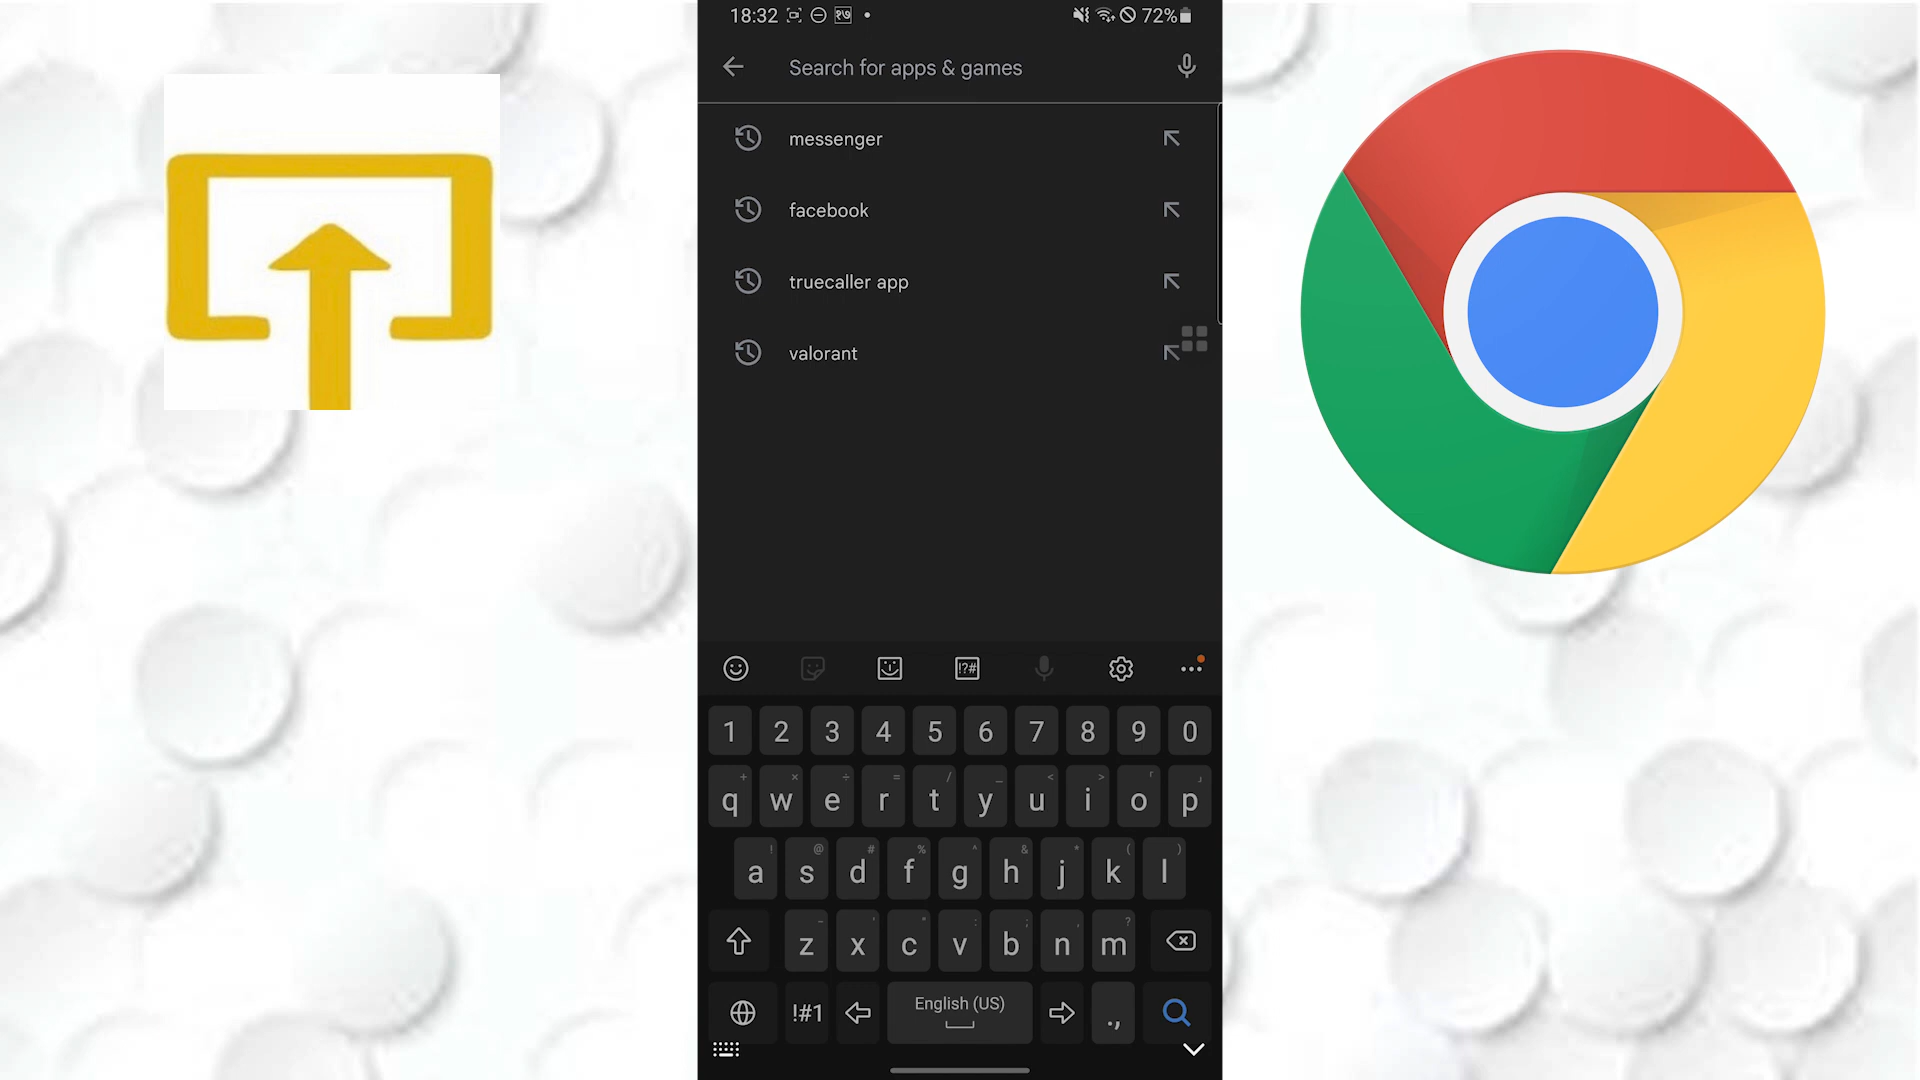 18:32 १७ 72%
Search for apps & games
messenger
facebook
truecaller app
valorant
!?#
1 2 3 4 5 6 7 8 9 0
+ × ÷ = / _ < > ｢ ｣
q w e r t y u i o p
! @ # % ^ & * ( )
a s d f g h j k l
- ' " : ; , ?
z x c v b n m
!#1 English (US) .,